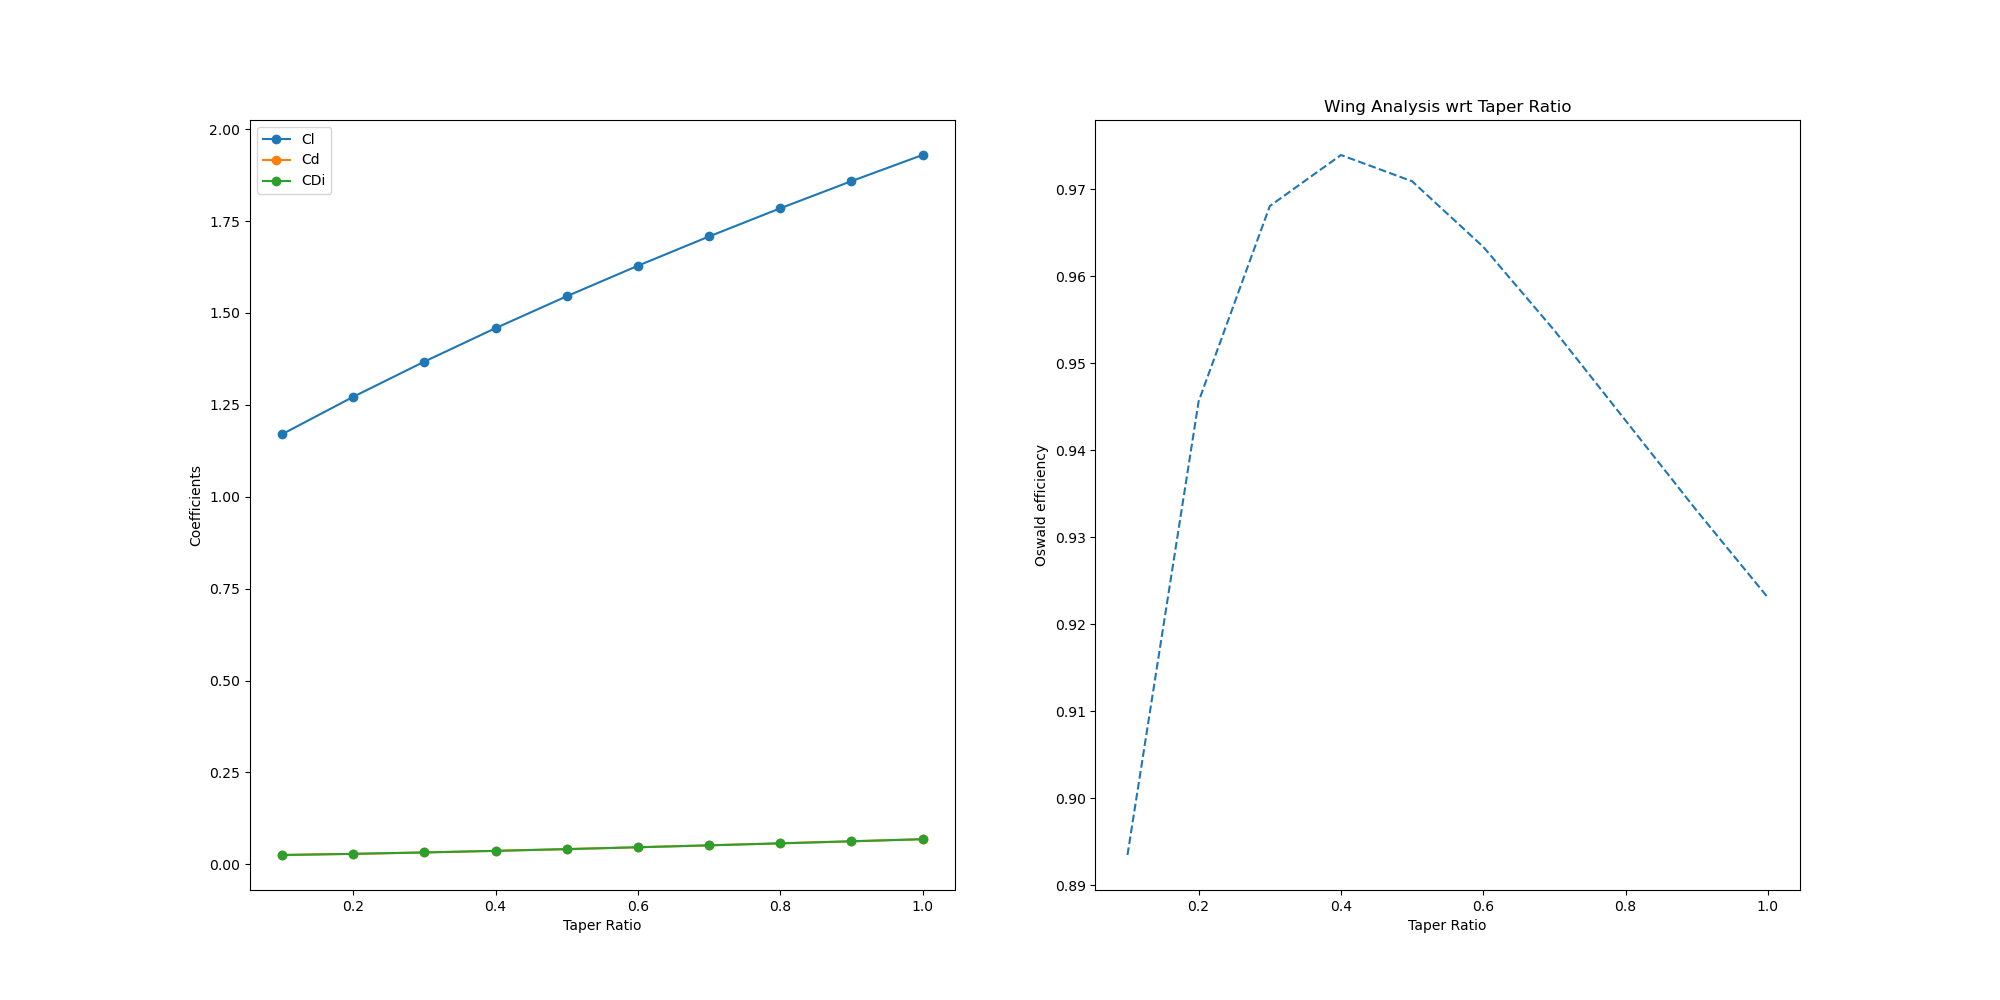 Cl
Cd
CDi
2.00
1.75
1.50
1.25
1.00
0.75
0.50
0.25
0.00
Coefficients
0.2 0.4 0.6 0.8 1.0
Taper Ratio
Wing Analysis wrt Taper Ratio
0.97
0.96
0.95
0.94
0.93
0.92
0.91
0.90
0.89
Oswald efficiency
0.2 0.4 0.6 0.8 1.0
Taper Ratio